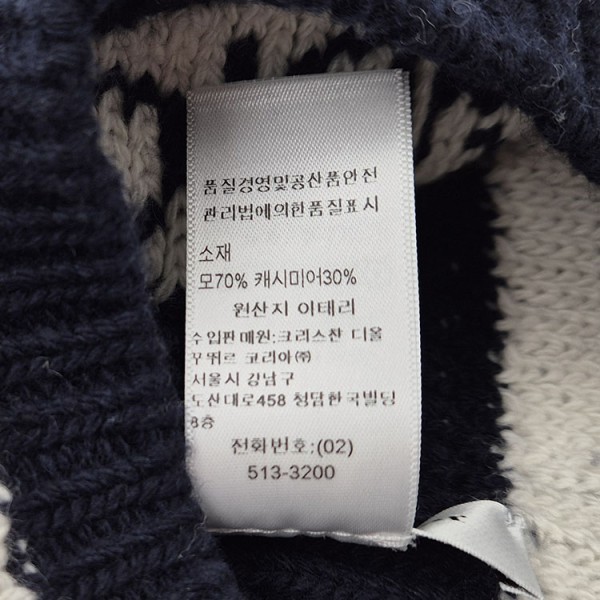 품질경영및공산품안전
관리법에의한품질표시
소재
모70% 캐시미어30%
원산지 이태리
수입판매원:크리스챤 디올
꾸뛰르 코리아㈜
서울시 강남구
도산대로458 청담한국빌딩
8층
전화번호:(02)
513-3200